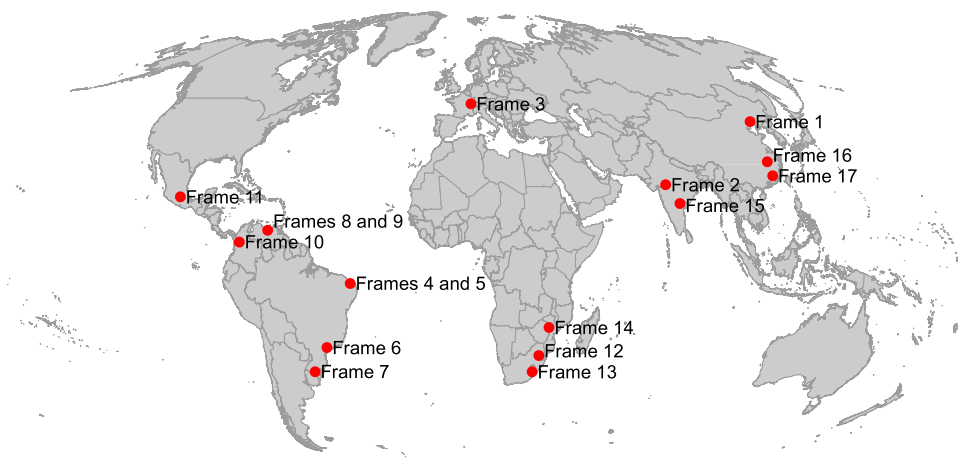 Frame 3
Frame 1
Frame 16
Frame 17
Frame 2
Frame 11
Frame 15
Frames 8 and 9
Frame 10
Frames 4 and 5
Frame 14
Frame 6
Frame 12
Frame 7
Frame 13